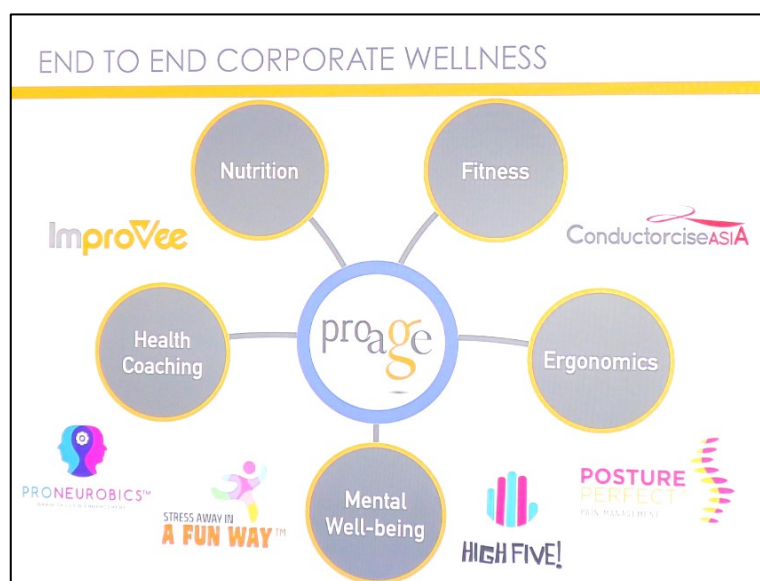 END TO END CORPORATE WELLNESS
Nutrition
Fitness
ImproVee
ConductorciseASIA
proage
Health
Coaching
Ergonomics
PRONEUROBICS™
STRESS AWAY IN
A FUN WAY™
Mental
Well-being
HIGH FIVE!
POSTURE
PERFECT
PAIN MANAGEMENT